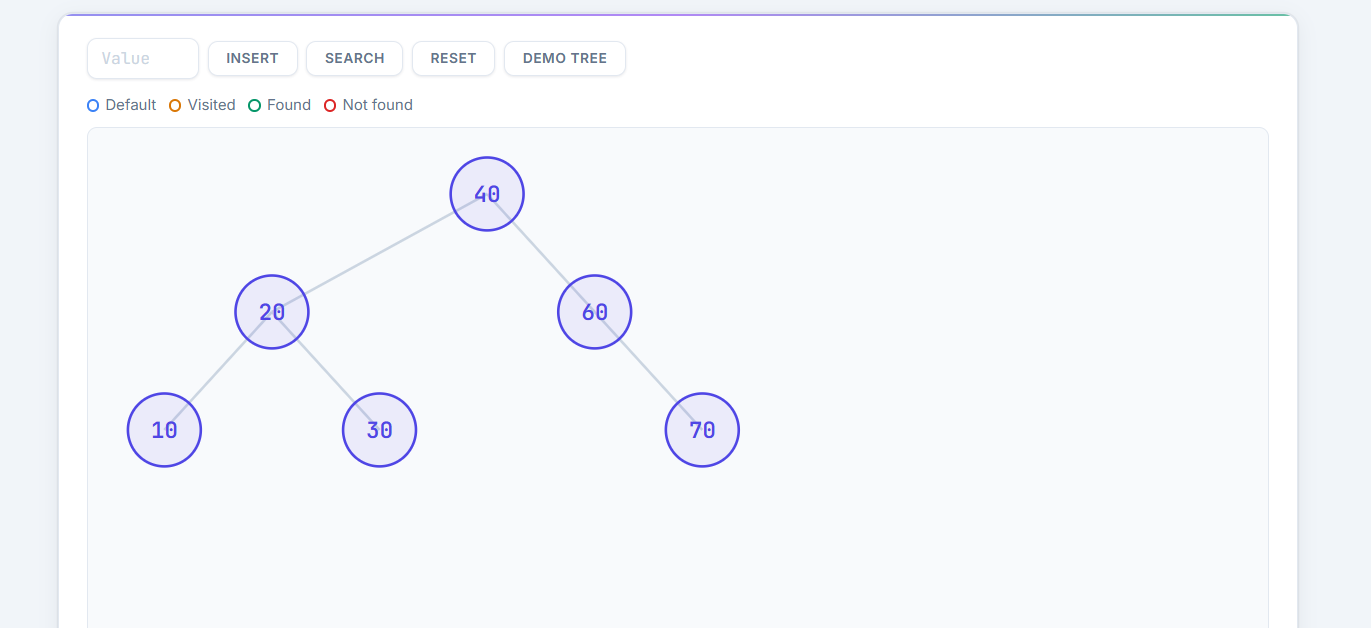 Value INSERT SEARCH RESET DEMO TREE
Default Visited Found Not found
40
20 60
10 30 70